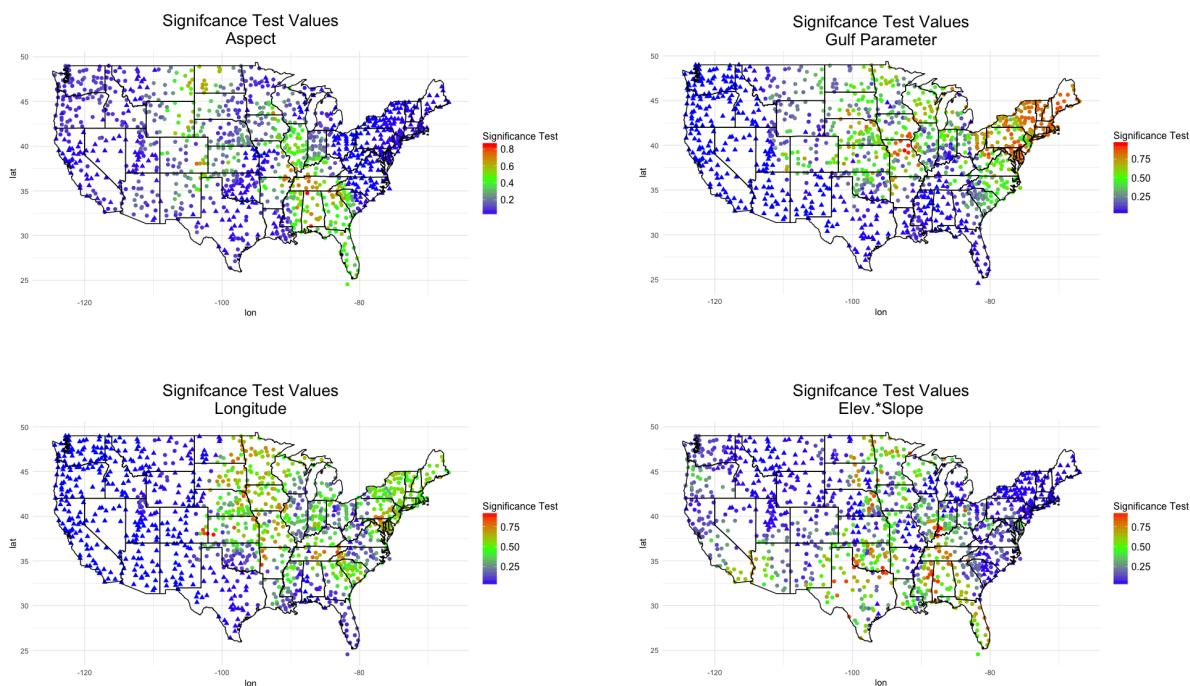 Signifcance Test Values
Aspect
50
45
40
35
30
25
lat
-120
-100
-80
lon
Significance Test
0.8
0.6
0.4
0.2
Signifcance Test Values
Gulf Parameter
50
45
40
35
30
25
lat
-120
-100
-80
lon
Significance Test
0.75
0.50
0.25
Signifcance Test Values
Longitude
50
45
40
35
30
25
lat
-120
-100
-80
lon
Significance Test
0.75
0.50
0.25
Signifcance Test Values
Elev.*Slope
50
45
40
35
30
25
lat
-120
-100
-80
lon
Significance Test
0.75
0.50
0.25